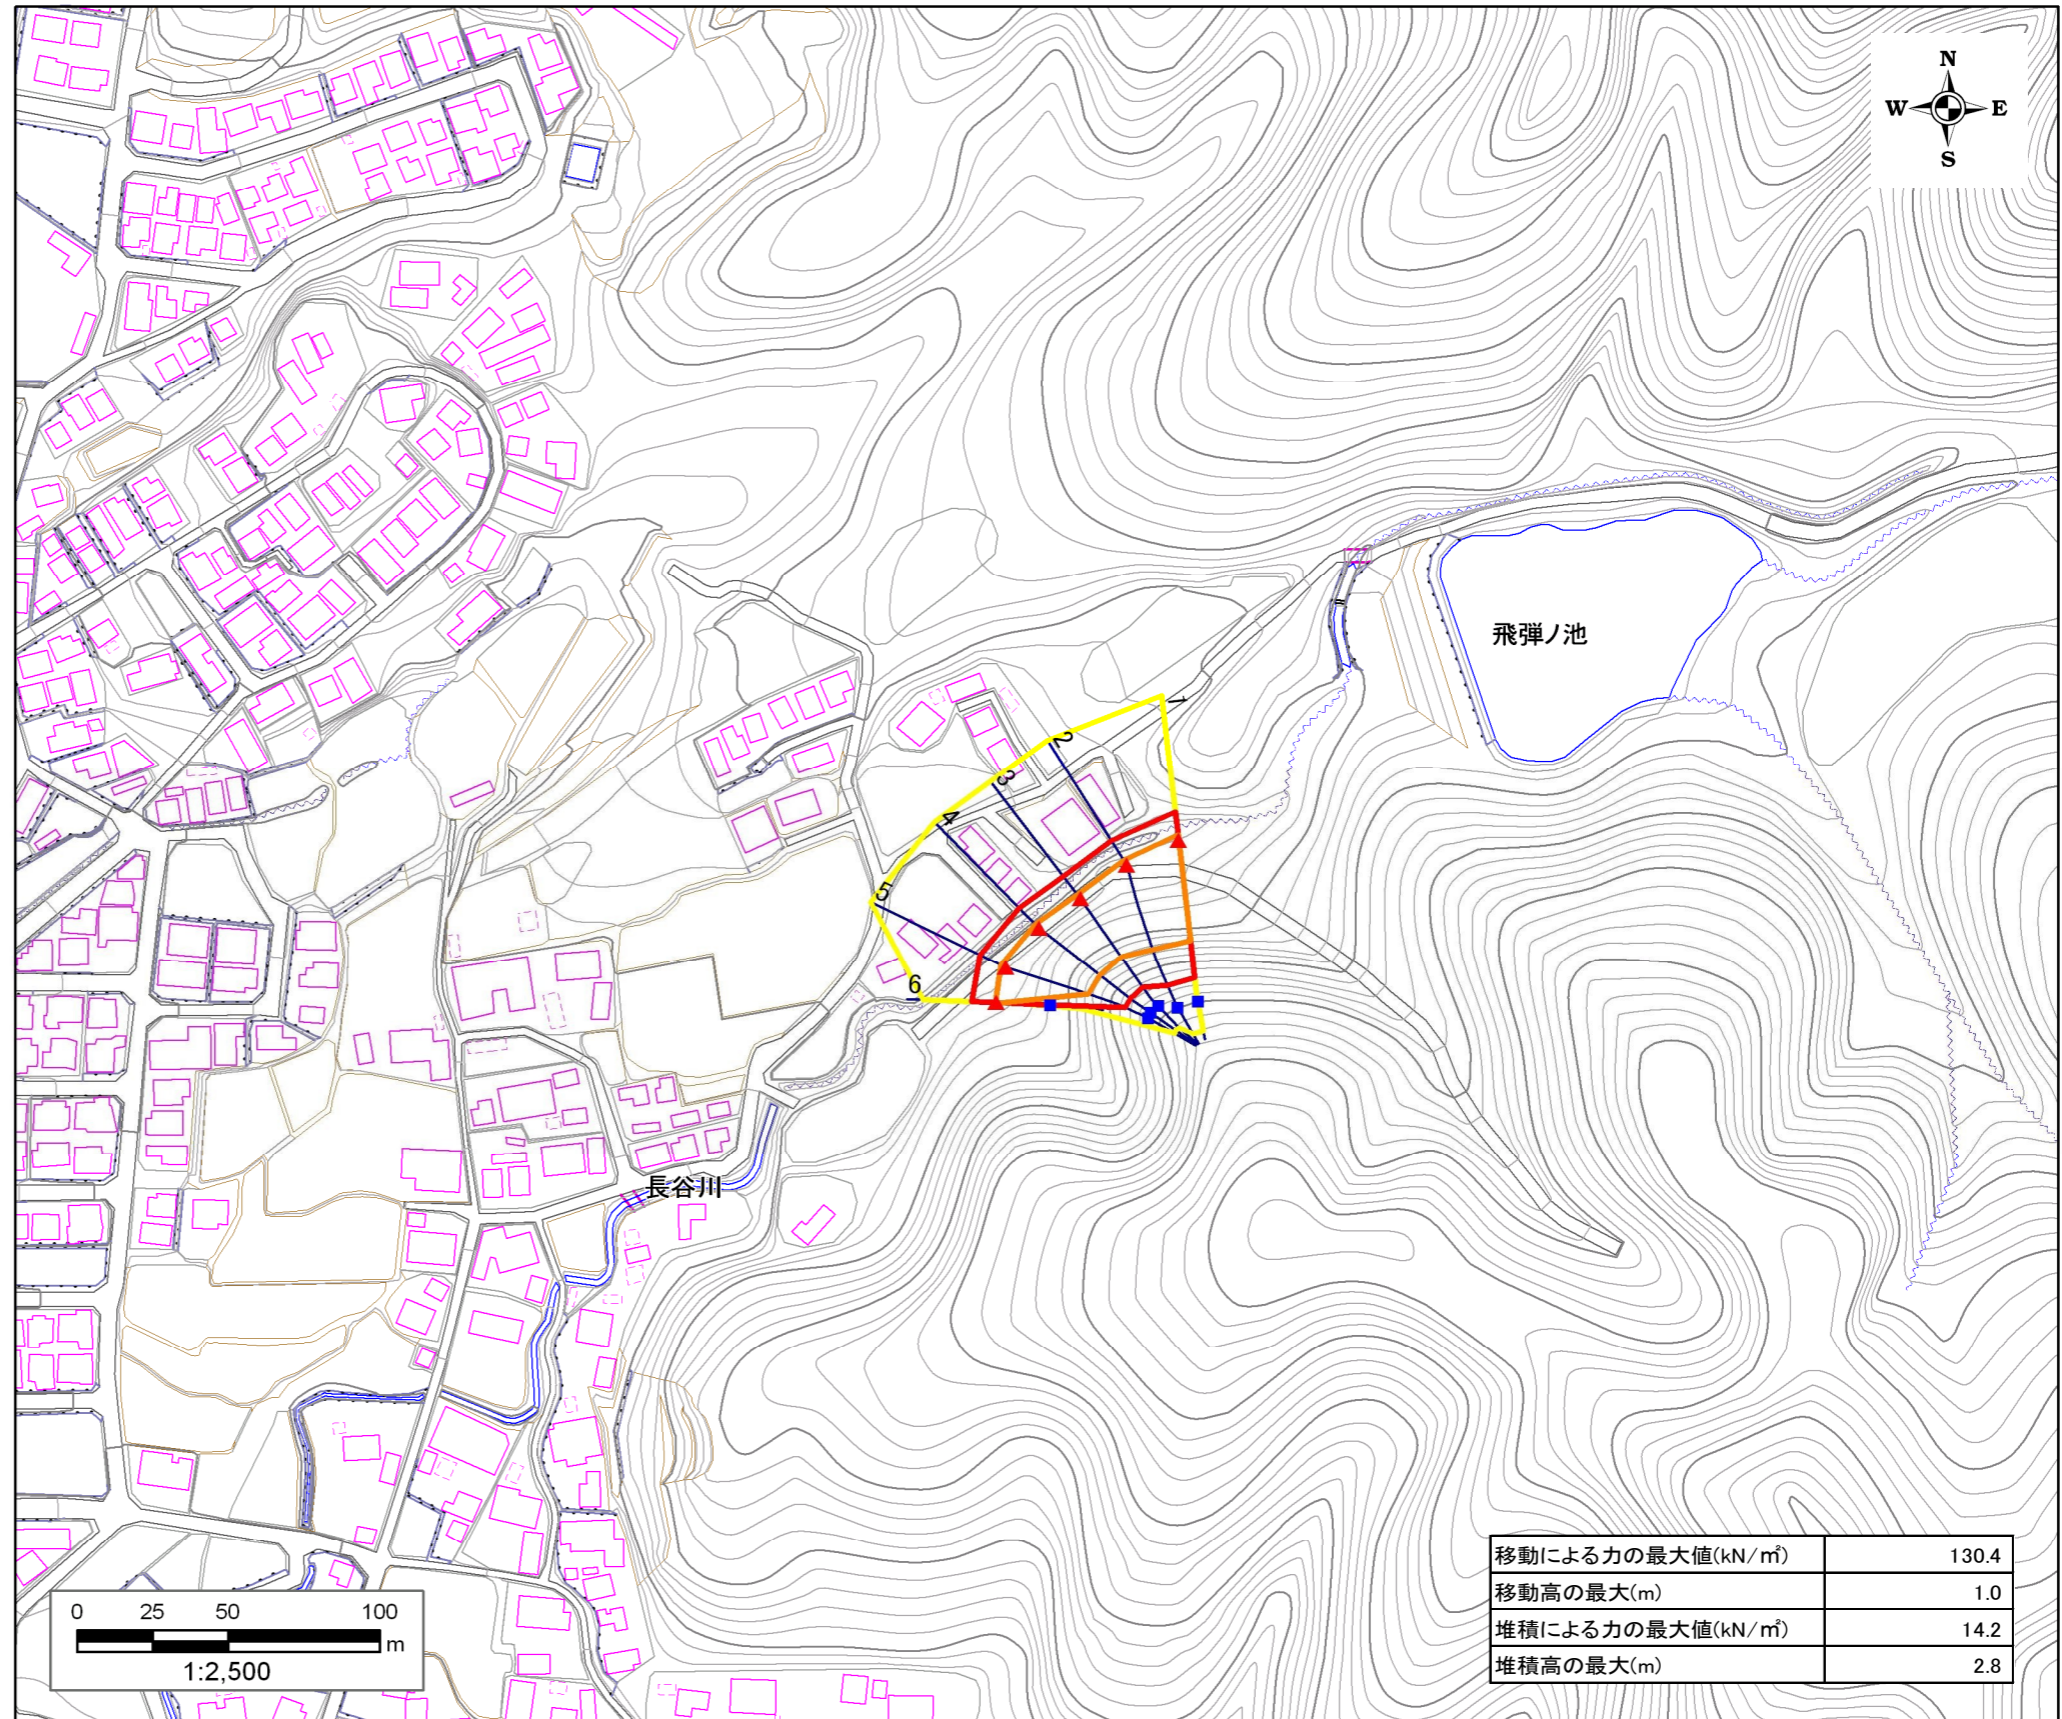 N
W E
S
飛弾ノ池
1
2
3
4
5
6
長谷川
移動による力の最大値(kN/㎡) 130.4
移動高の最大(m) 1.0
堆積による力の最大値(kN/㎡) 14.2
堆積高の最大(m) 2.8
0 25 50 100
m
1:2,500